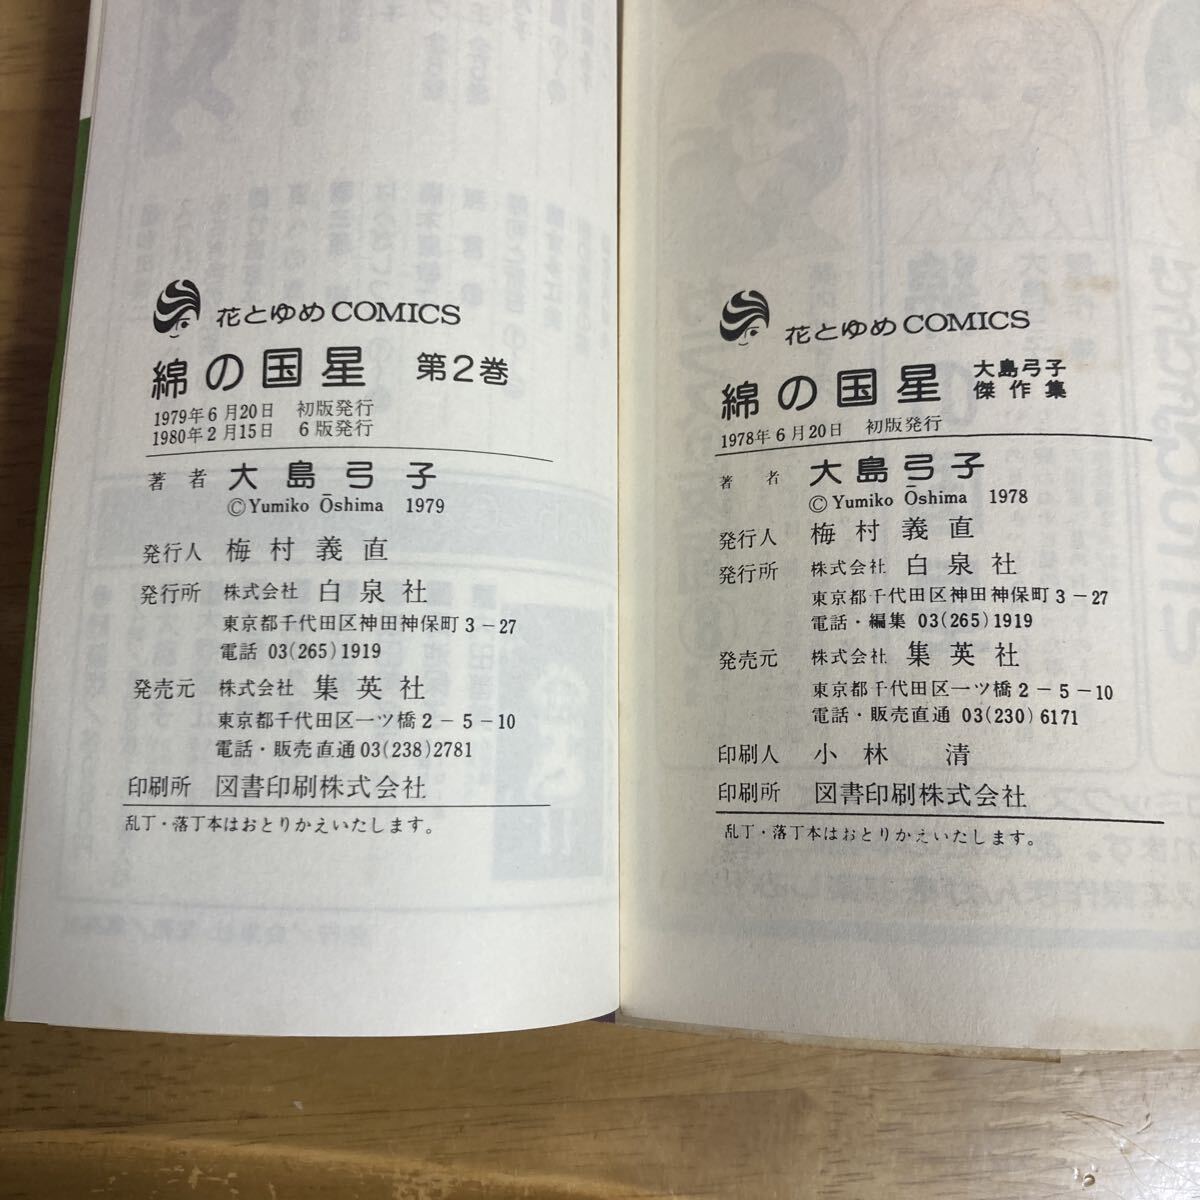 花とゆめCOMICS
綿の国星 第2巻
1979年6月20日 初版発行
1980年2月15日 6版発行
著者 大島弓子
©Yumiko Ōshima 1979
発行人 梅村義直
発行所 株式会社 白泉社
東京都千代田区神田神保町3-27
電話 03(265)1919
発売元 株式会社 集英社
東京都千代田区一ツ橋2-5-10
電話・販売直通03(238)2781
印刷所 図書印刷株式会社
乱丁・落丁本はおとりかえいたします。
花とゆめCOMICS
綿の国星 大島弓子
傑作集
1978年6月20日 初版発行
著者 大島弓子
©Yumiko Ōshima 1978
発行人 梅村義直
発行所 株式会社 白泉社
東京都千代田区神田神保町3-27
電話・編集 03(265)1919
発売元 株式会社 集英社
東京都千代田区一ツ橋2-5-10
電話・販売直通 03(230)6171
印刷人 小林 清
印刷所 図書印刷株式会社
乱丁・落丁本はおとりかえいたします。